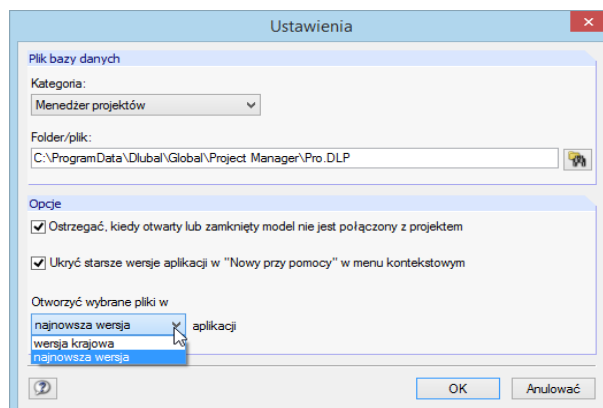 Ustawienia
Plik bazy danych
Kategoria:
Menedżer projektów
Folder/plik:
C:\ProgramData\Dlubal\Global\Project Manager\Pro.DLP
Opcje
Ostrzegać, kiedy otwarty lub zamknięty model nie jest połączony z projektem
Ukryć starsze wersje aplikacji w "Nowy przy pomocy" w menu kontekstowym
Otworzyć wybrane pliki w
najnowsza wersja aplikacji
wersja krajowa
najnowsza wersja
OK Anulować